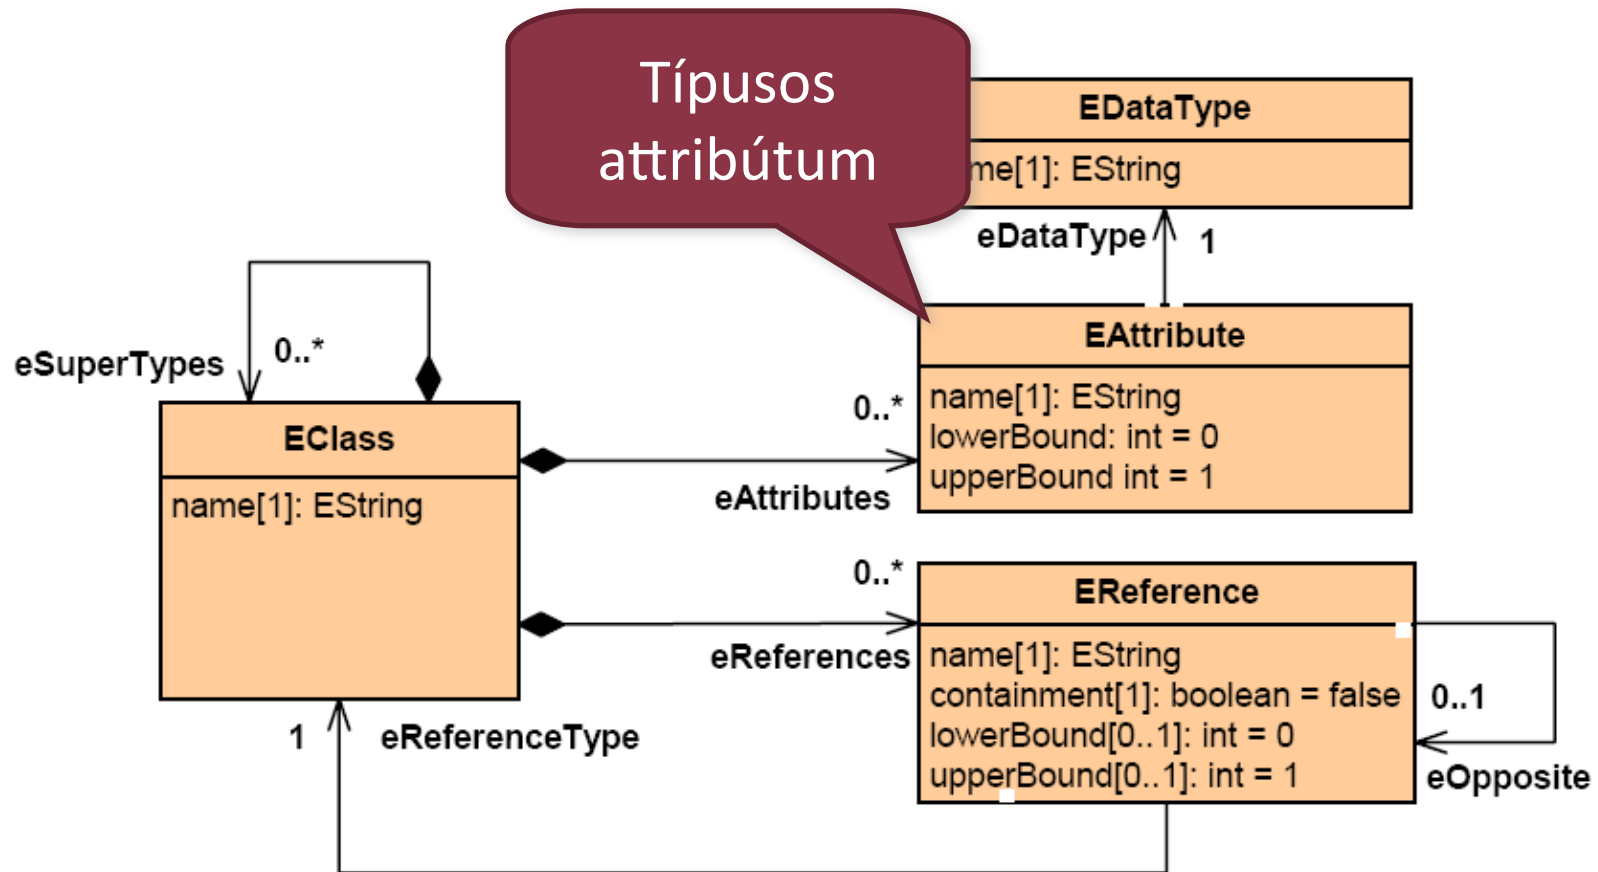 Típusos
attribútum
EDataType
me[1]: EString
eDataType
1
eSuperTypes
0..*
EClass
name[1]: EString
0..*
eAttributes
EAttribute
name[1]: EString
lowerBound: int = 0
upperBound int = 1
0..*
eReferences
EReference
name[1]: EString
containment[1]: boolean = false
lowerBound[0..1]: int = 0
upperBound[0..1]: int = 1
0..1
eOpposite
1
eReferenceType